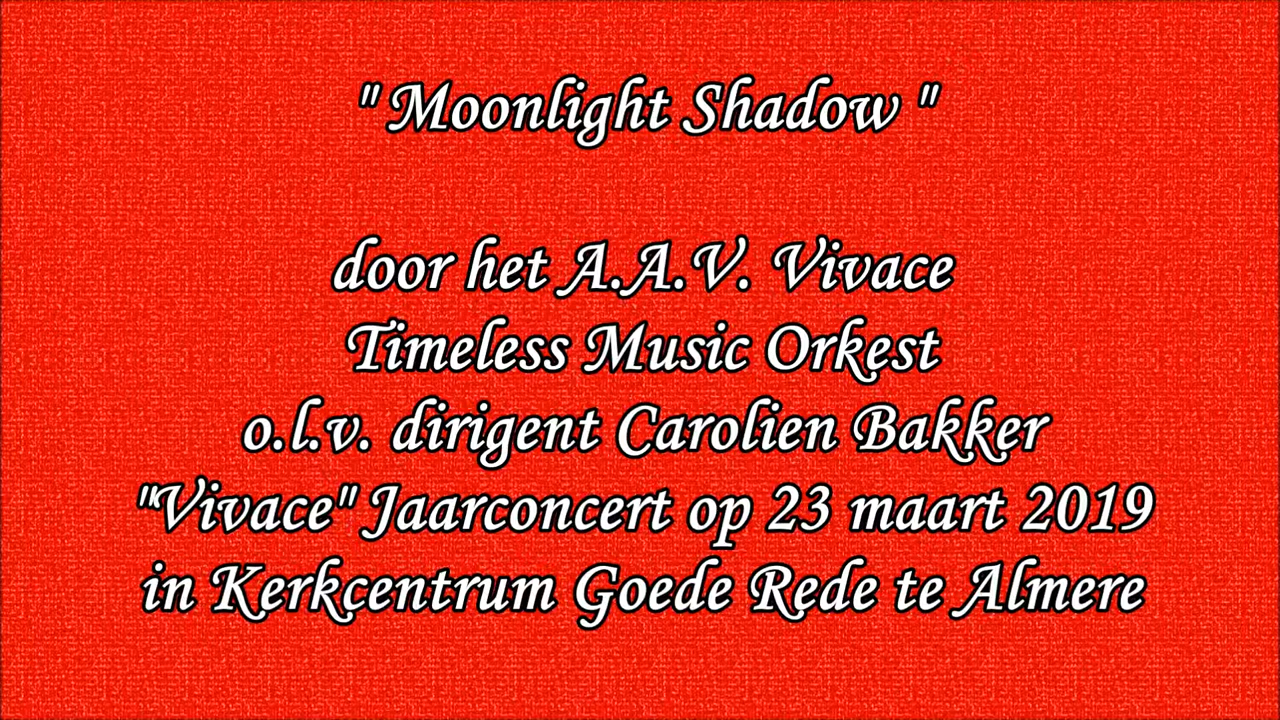 " Moonlight Shadow "
door het A.A.V. Vivace
Timeless Music Orkest
o.l.v. dirigent Carolien Bakker
"Vivace" Jaarconcert op 23 maart 2019
in Kerkcentrum Goede Rede te Almere